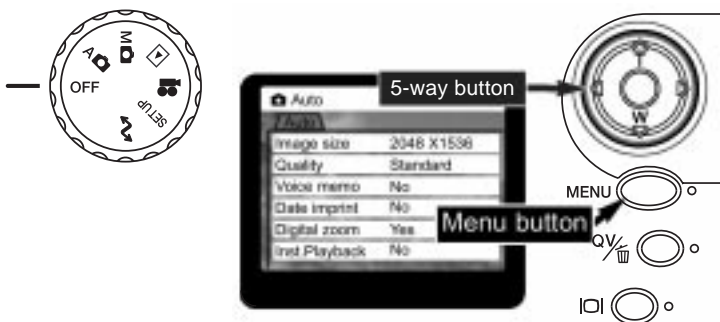 A
M
OFF
SETUP
Auto
Auto
Image size 2048 X1536
Quality Standard
Voice memo No
Date imprint No
Digital zoom Yes
Inst.Playback No
5-way button
T
W
MENU
Menu button
QV/